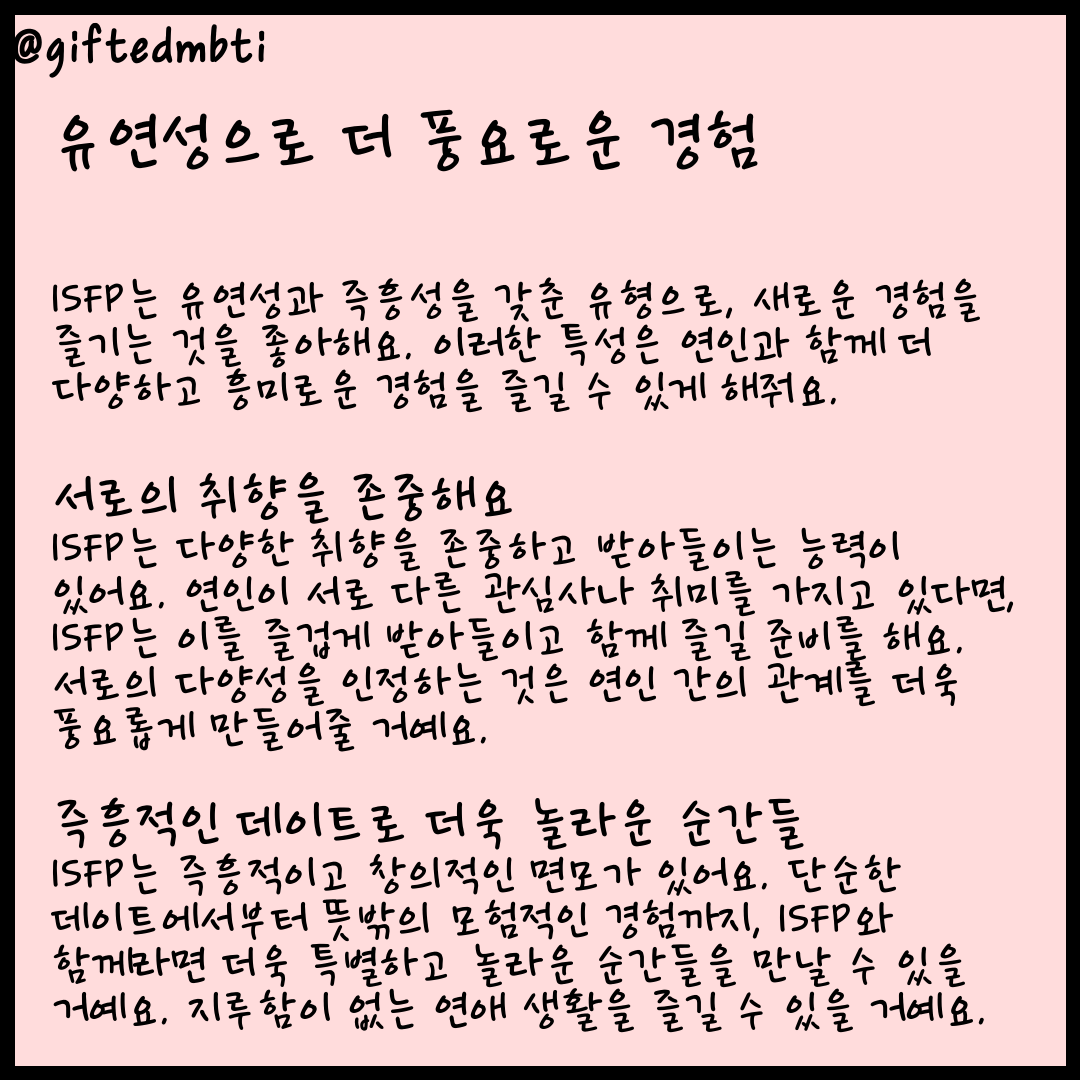 @giftedmbti
유연성으로 더 풍요로운 경험
ISFP는 유연성과 즉흥성을 갖춘 유형으로, 새로운 경험을
즐기는 것을 좋아해요. 이러한 특성은 연인과 함께 더
다양하고 흥미로운 경험을 즐길 수 있게 해줘요.
서로의 취향을 존중해요
ISFP는 다양한 취향을 존중하고 받아들이는 능력이
있어요. 연인이 서로 다른 관심사나 취미를 가지고 있다면,
ISFP는 이를 즐겁게 받아들이고 함께 즐길 준비를 해요.
서로의 다양성을 인정하는 것은 연인 간의 관계를 더욱
풍요롭게 만들어줄 거예요.
즉흥적인 데이트로 더욱 놀라운 순간들
ISFP는 즉흥적이고 창의적인 면모가 있어요. 단순한
데이트에서부터 뜻밖의 모험적인 경험까지, ISFP와
함께라면 더욱 특별하고 놀라운 순간들을 만날 수 있을
거예요. 지루함이 없는 연애 생활을 즐길 수 있을 거예요.